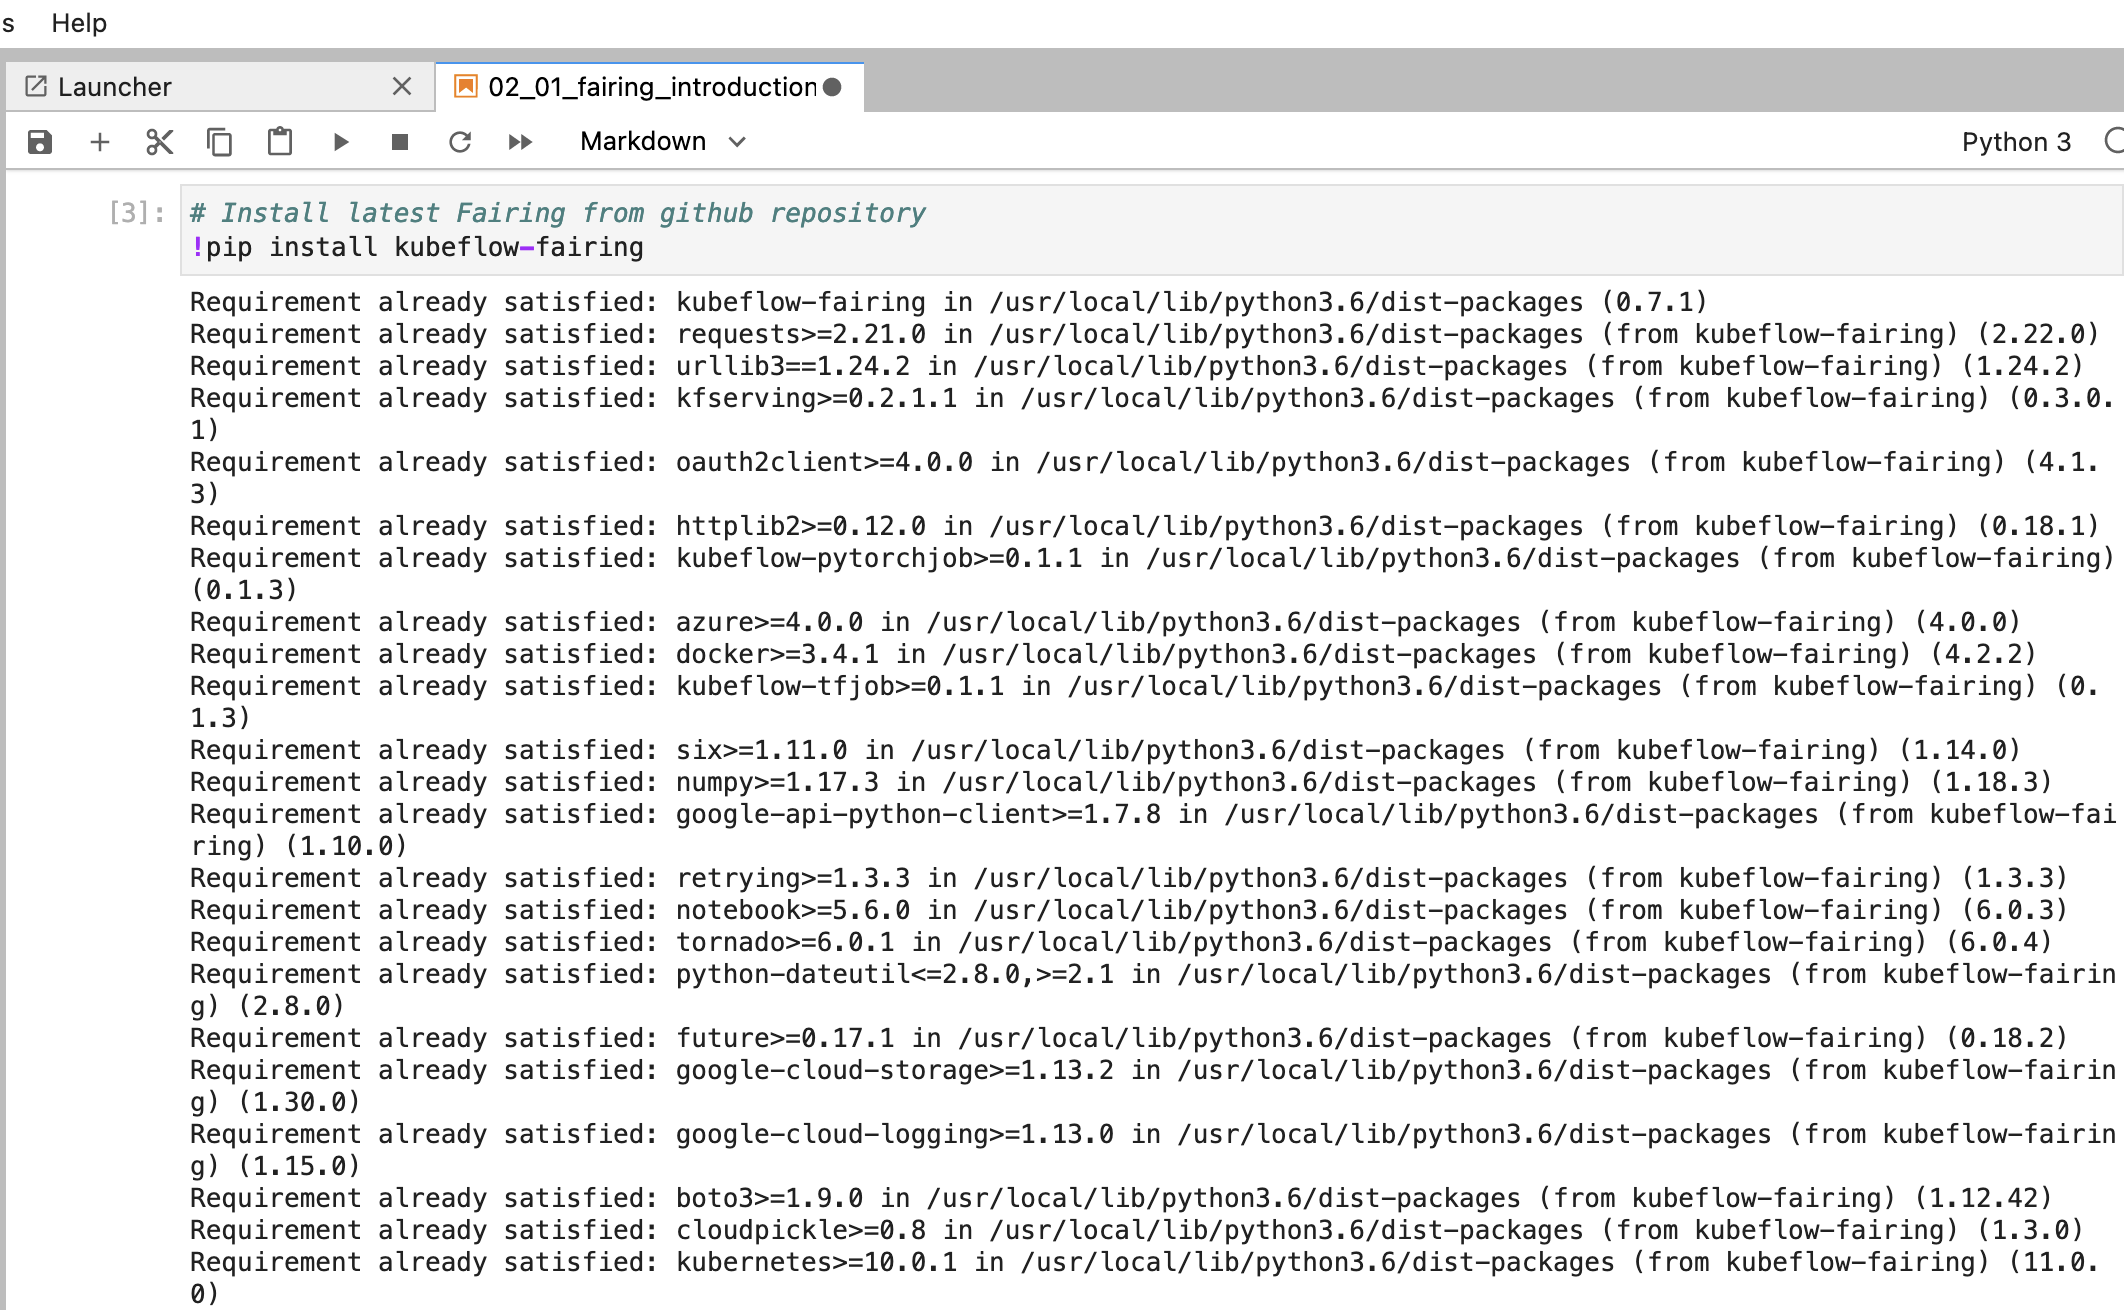 s Help
Launcher 02_01_fairing_introduction
Markdown Python 3
[3]: # Install latest Fairing from github repository
!pip install kubeflow-fairing
Requirement already satisfied: kubeflow-fairing in /usr/local/lib/python3.6/dist-packages (0.7.1)
Requirement already satisfied: requests>=2.21.0 in /usr/local/lib/python3.6/dist-packages (from kubeflow-fairing) (2.22.0)
Requirement already satisfied: urllib3==1.24.2 in /usr/local/lib/python3.6/dist-packages (from kubeflow-fairing) (1.24.2)
Requirement already satisfied: kfserving>=0.2.1.1 in /usr/local/lib/python3.6/dist-packages (from kubeflow-fairing) (0.3.0.
1)
Requirement already satisfied: oauth2client>=4.0.0 in /usr/local/lib/python3.6/dist-packages (from kubeflow-fairing) (4.1.
3)
Requirement already satisfied: httplib2>=0.12.0 in /usr/local/lib/python3.6/dist-packages (from kubeflow-fairing) (0.18.1)
Requirement already satisfied: kubeflow-pytorchjob>=0.1.1 in /usr/local/lib/python3.6/dist-packages (from kubeflow-fairing)
(0.1.3)
Requirement already satisfied: azure>=4.0.0 in /usr/local/lib/python3.6/dist-packages (from kubeflow-fairing) (4.0.0)
Requirement already satisfied: docker>=3.4.1 in /usr/local/lib/python3.6/dist-packages (from kubeflow-fairing) (4.2.2)
Requirement already satisfied: kubeflow-tfjob>=0.1.1 in /usr/local/lib/python3.6/dist-packages (from kubeflow-fairing) (0.
1.3)
Requirement already satisfied: six>=1.11.0 in /usr/local/lib/python3.6/dist-packages (from kubeflow-fairing) (1.14.0)
Requirement already satisfied: numpy>=1.17.3 in /usr/local/lib/python3.6/dist-packages (from kubeflow-fairing) (1.18.3)
Requirement already satisfied: google-api-python-client>=1.7.8 in /usr/local/lib/python3.6/dist-packages (from kubeflow-fai
ring) (1.10.0)
Requirement already satisfied: retrying>=1.3.3 in /usr/local/lib/python3.6/dist-packages (from kubeflow-fairing) (1.3.3)
Requirement already satisfied: notebook>=5.6.0 in /usr/local/lib/python3.6/dist-packages (from kubeflow-fairing) (6.0.3)
Requirement already satisfied: tornado>=6.0.1 in /usr/local/lib/python3.6/dist-packages (from kubeflow-fairing) (6.0.4)
Requirement already satisfied: python-dateutil<=2.8.0,>=2.1 in /usr/local/lib/python3.6/dist-packages (from kubeflow-fairin
g) (2.8.0)
Requirement already satisfied: future>=0.17.1 in /usr/local/lib/python3.6/dist-packages (from kubeflow-fairing) (0.18.2)
Requirement already satisfied: google-cloud-storage>=1.13.2 in /usr/local/lib/python3.6/dist-packages (from kubeflow-fairin
g) (1.30.0)
Requirement already satisfied: google-cloud-logging>=1.13.0 in /usr/local/lib/python3.6/dist-packages (from kubeflow-fairin
g) (1.15.0)
Requirement already satisfied: boto3>=1.9.0 in /usr/local/lib/python3.6/dist-packages (from kubeflow-fairing) (1.12.42)
Requirement already satisfied: cloudpickle>=0.8 in /usr/local/lib/python3.6/dist-packages (from kubeflow-fairing) (1.3.0)
Requirement already satisfied: kubernetes>=10.0.1 in /usr/local/lib/python3.6/dist-packages (from kubeflow-fairing) (11.0.
0)